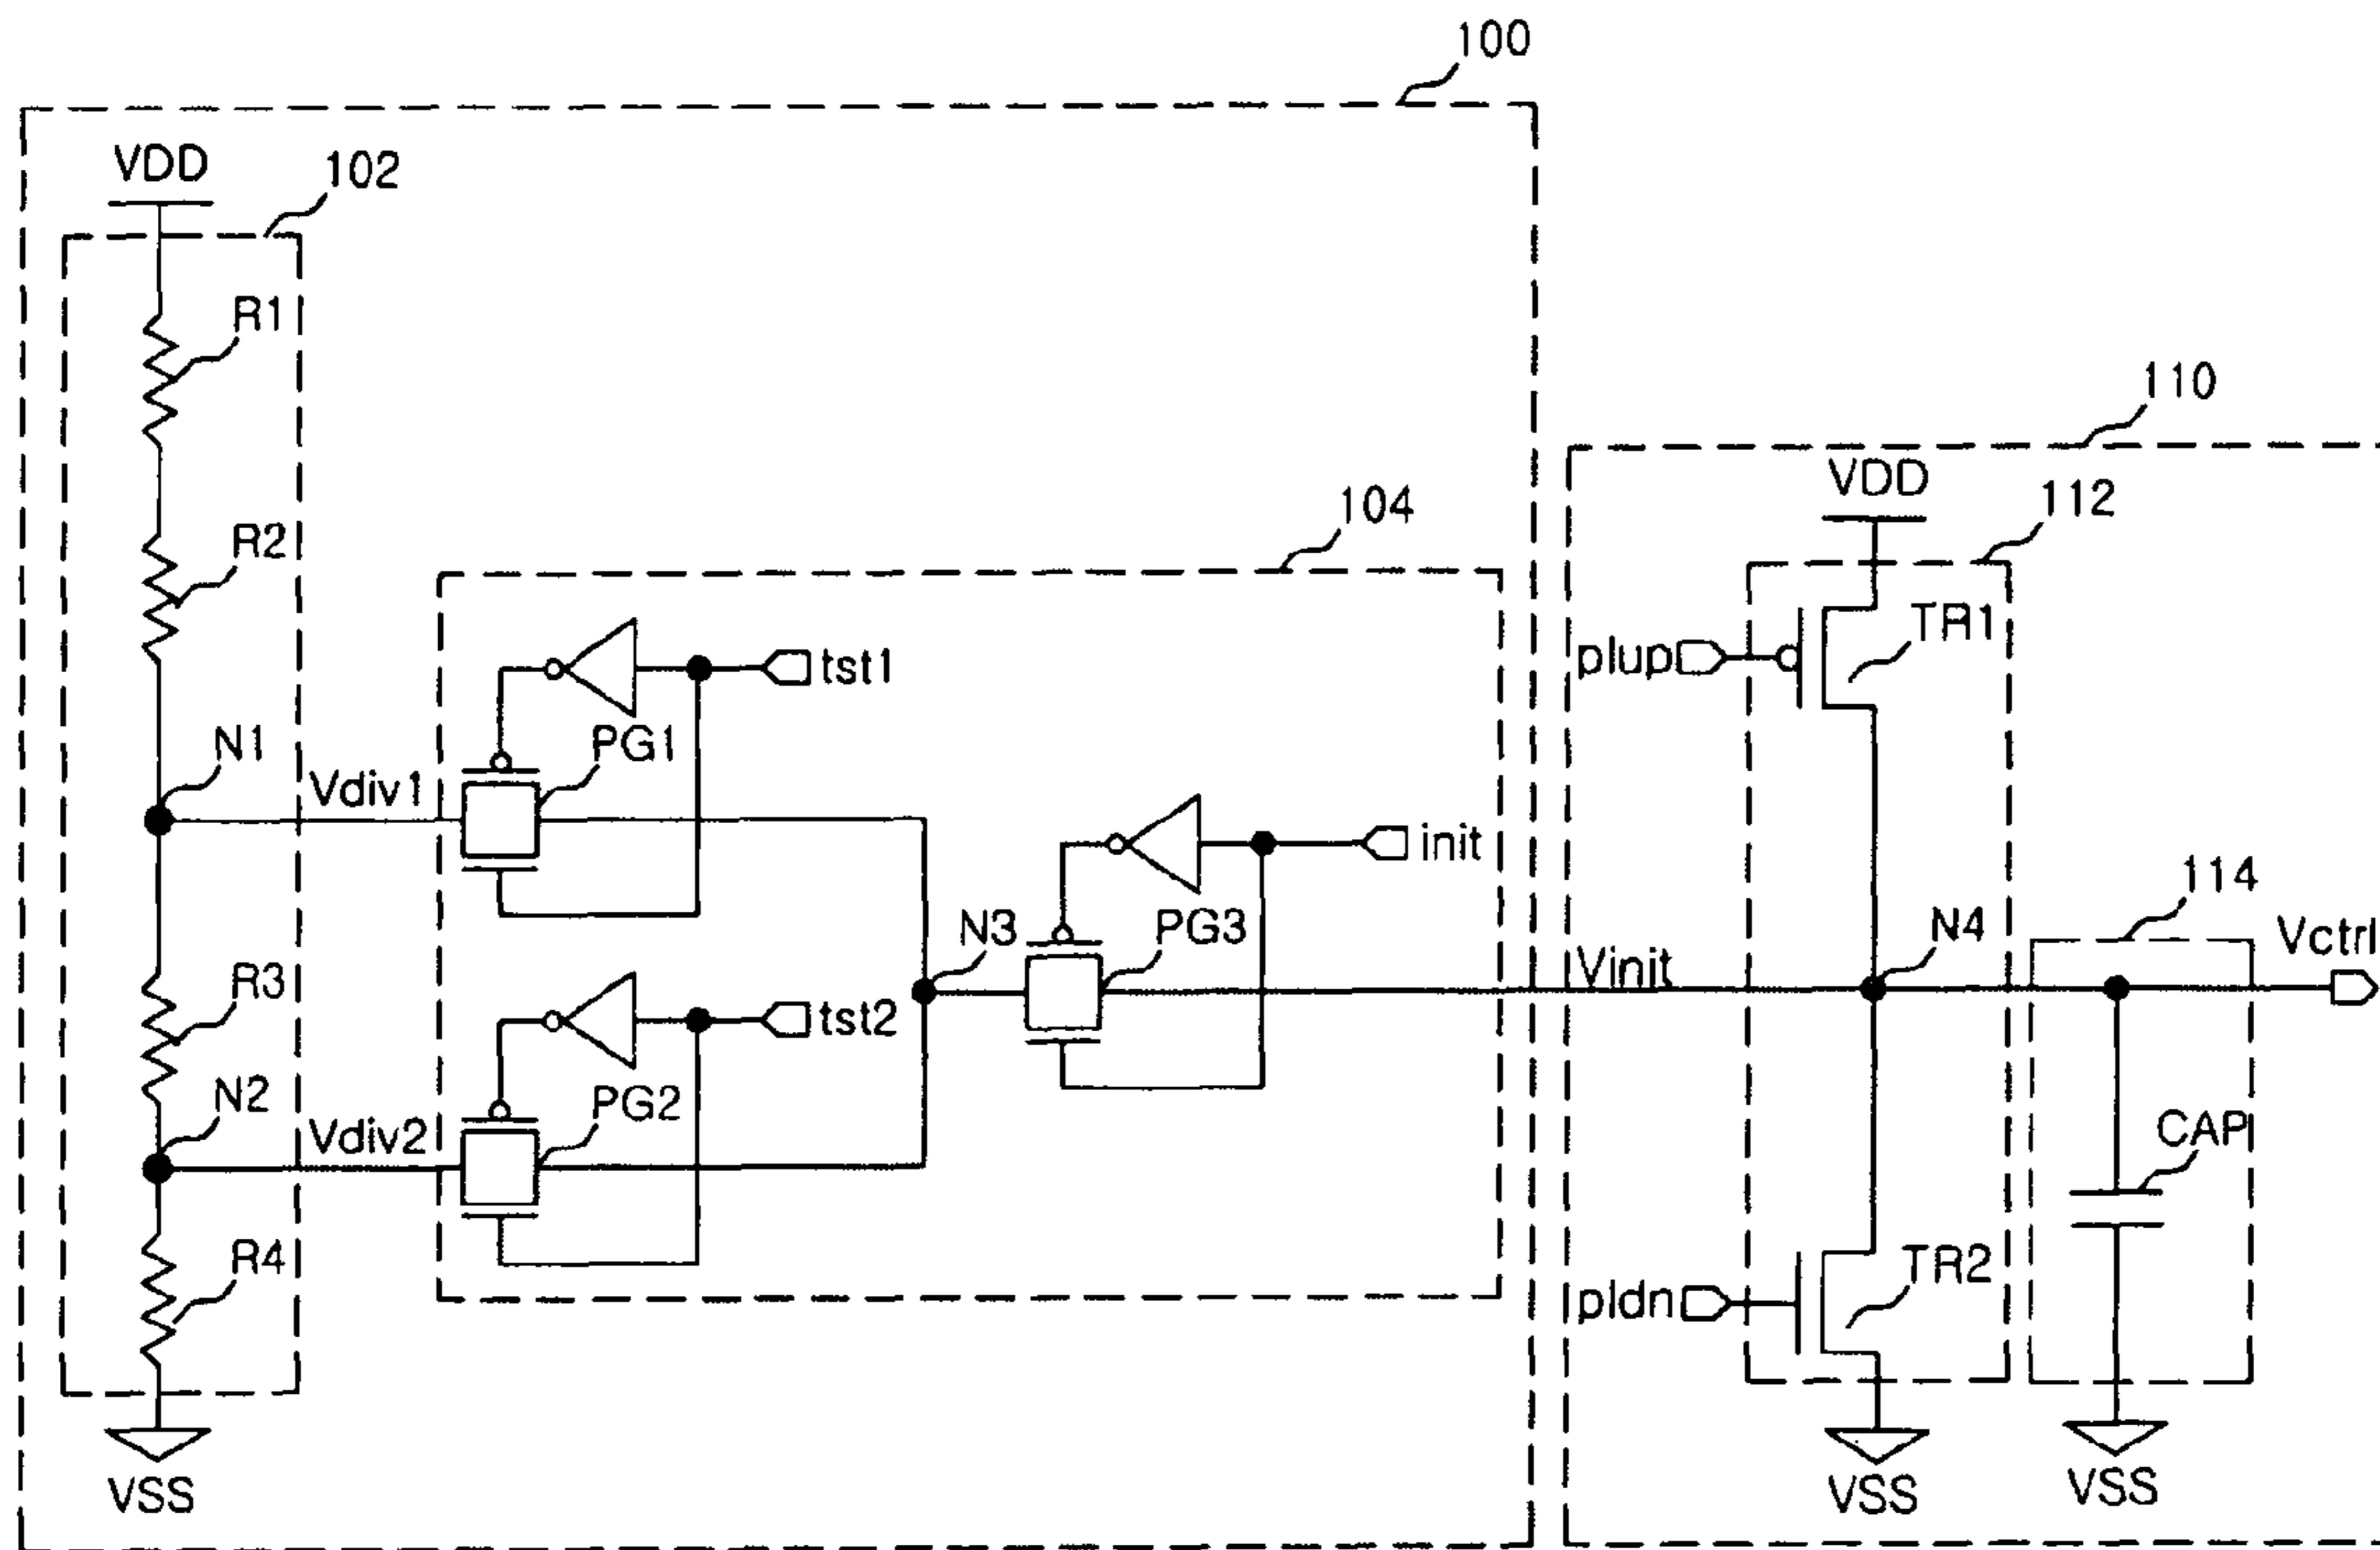 100
VDD
102
R1
110
VDD
104
112
R2
TR1
plup
tst1
N1
PG1
Vdiv1
init
114
N3
PG3
N4
Vctrl
Vinit
R3
tst2
N2
PG2
Vdiv2
CAP
R4
TR2
pldn
VSS
VSS
VSS